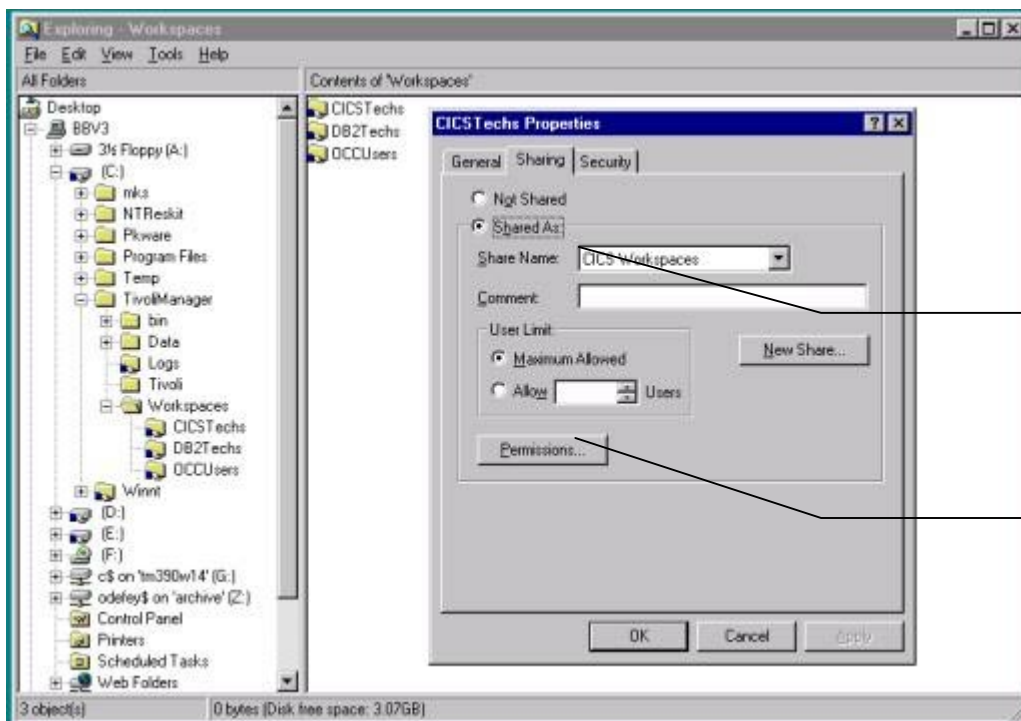 Exploring - Workspaces
File Edit View Tools Help
All Folders
Contents of 'Workspaces'
Desktop
BBV3
3½ Floppy (A:)
(C:)
mks
NTReskit
Pkware
Program Files
Temp
TivoliManager
bin
Data
Logs
Tivoli
Workspaces
CICSTechs
DB2Techs
OCCUsers
Winnt
(D:)
(E:)
(F:)
c$ on 'tm390w14' (G:)
odefey$ on 'archive' (Z:)
Control Panel
Printers
Scheduled Tasks
Web Folders
CICSTechs
DB2Techs
OCCUsers
CICSTechs Properties
General Sharing Security
Not Shared
Shared As:
Share Name: CICS Workspaces
Comment:
User Limit:
Maximum Allowed
Allow Users
New Share...
Permissions...
OK Cancel Apply
3 object(s) 0 bytes (Disk free space: 3.07GB)